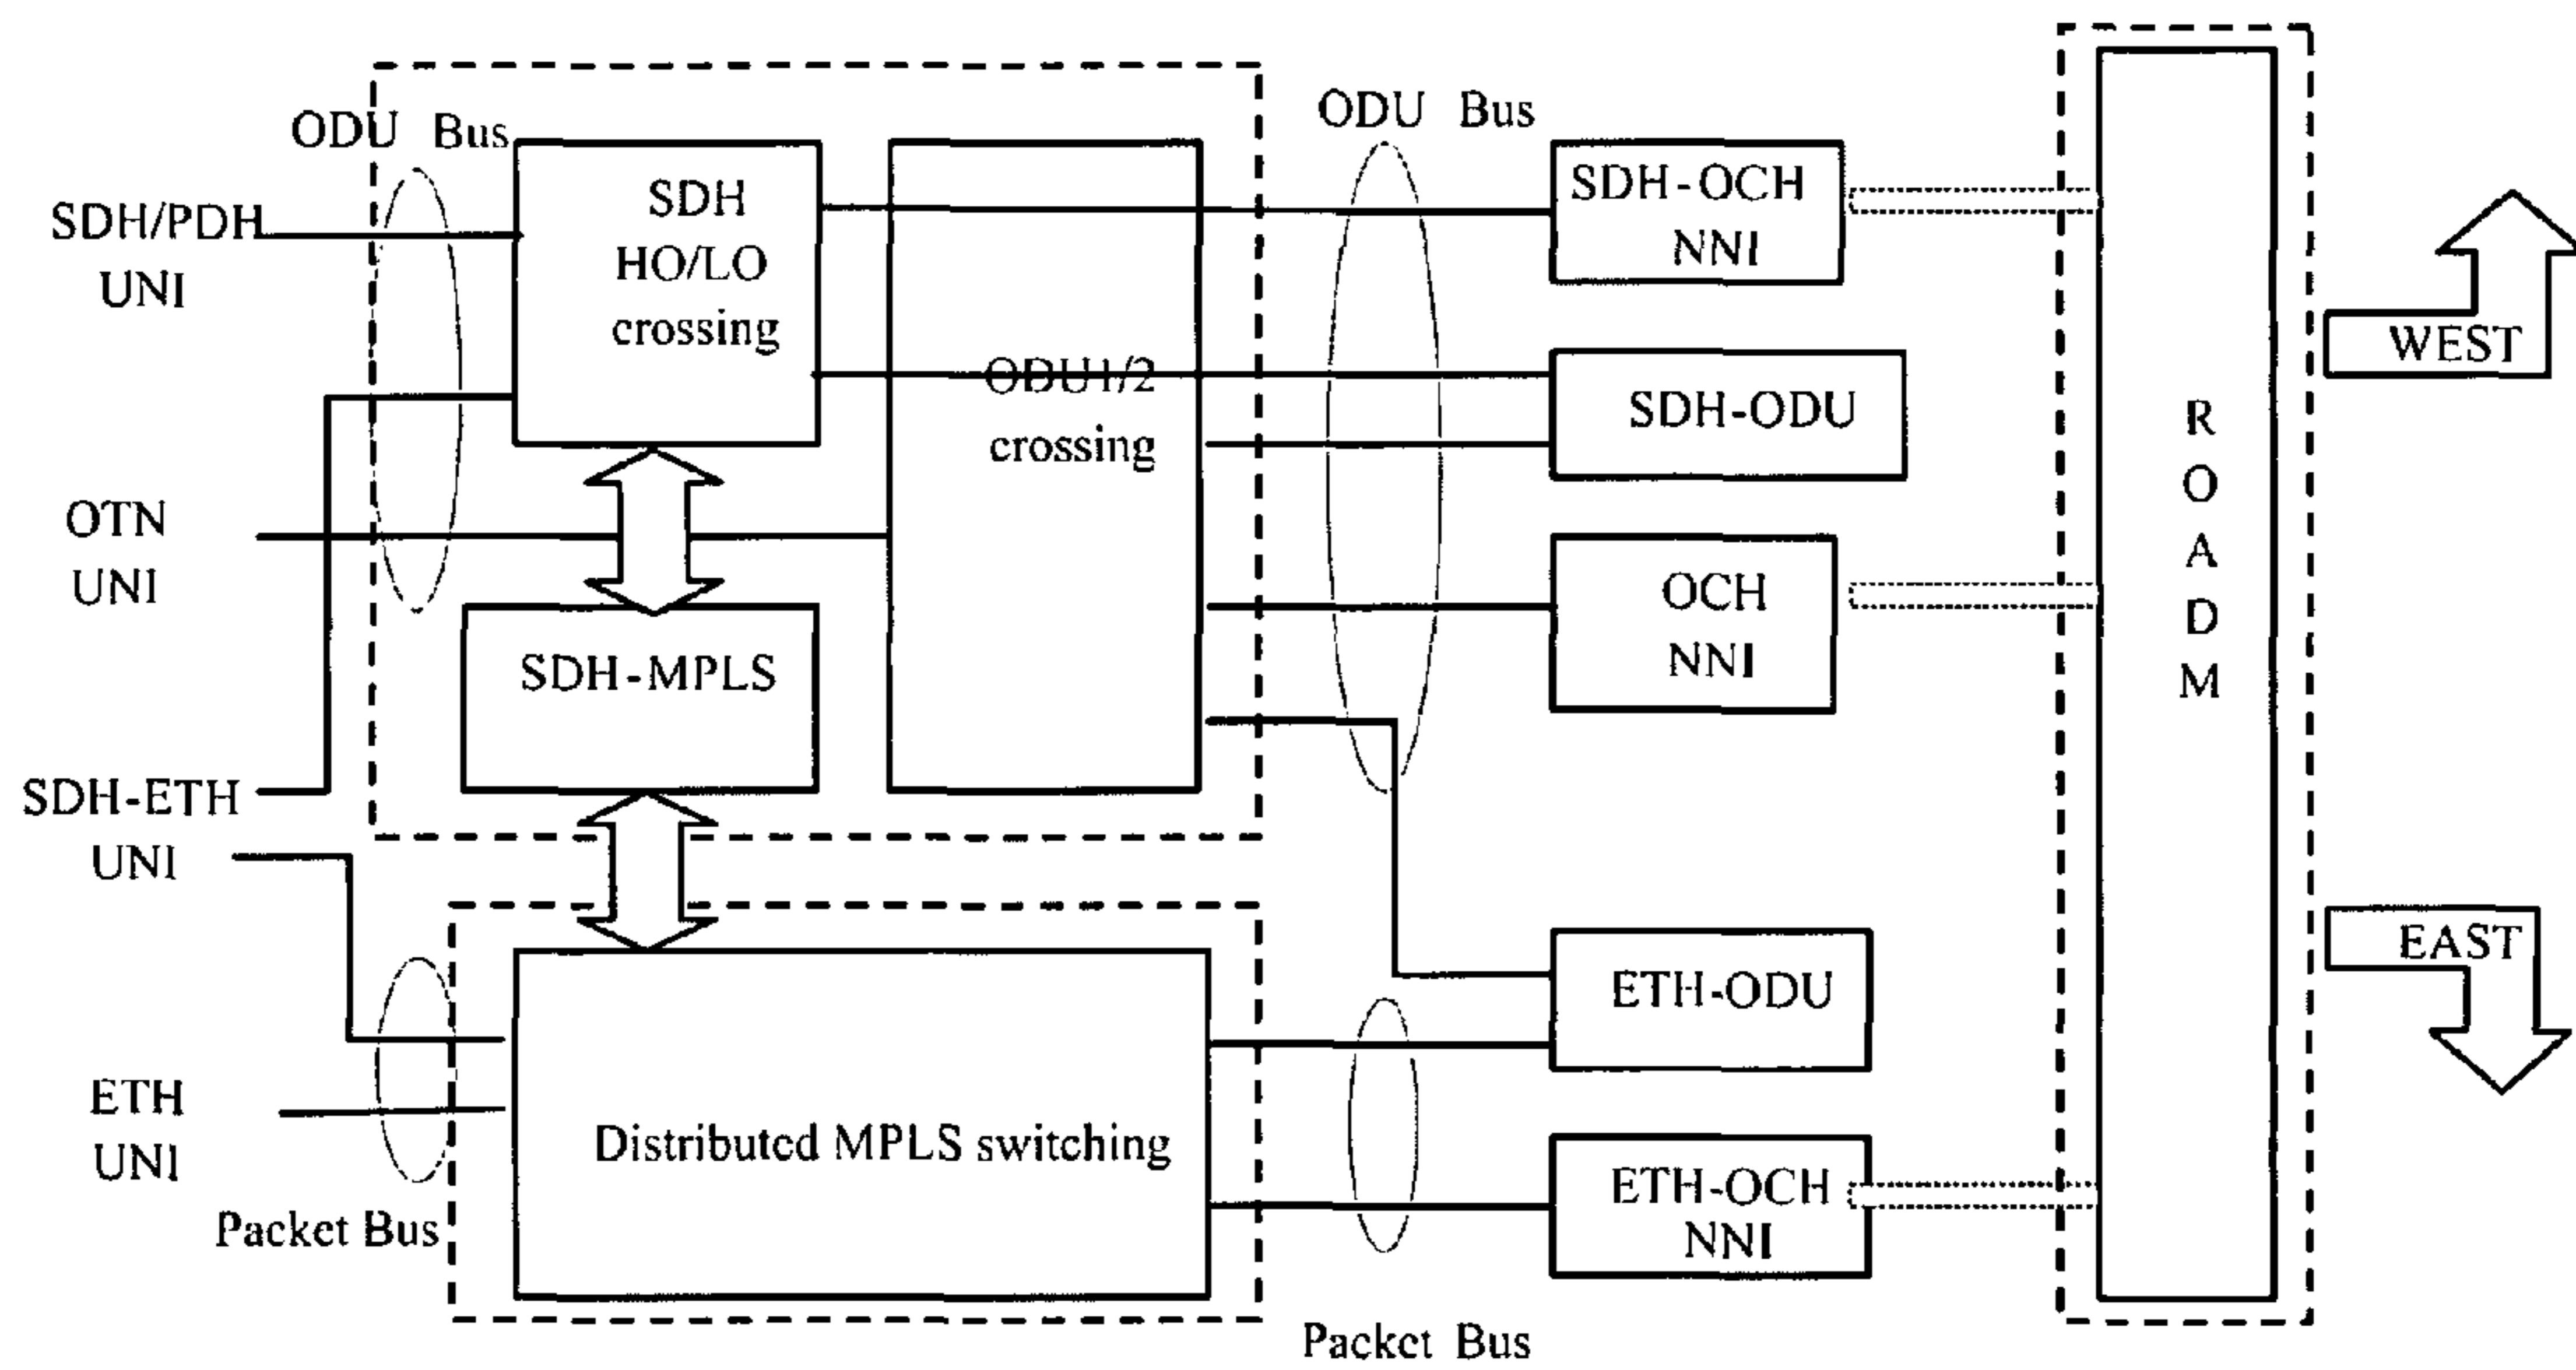 ODU Bus
SDH/PDH
UNI
OTN
UNI
SDH-ETH
UNI
ETH
UNI
Packet Bus
SDH
HO/LO
crossing
SDH-MPLS
ODU1/2
crossing
Distributed MPLS switching
ODU Bus
SDH-OCH
NNI
SDH-ODU
OCH
NNI
ETH-ODU
ETH-OCH
NNI
Packet Bus
R
O
A
D
M
WEST
EAST